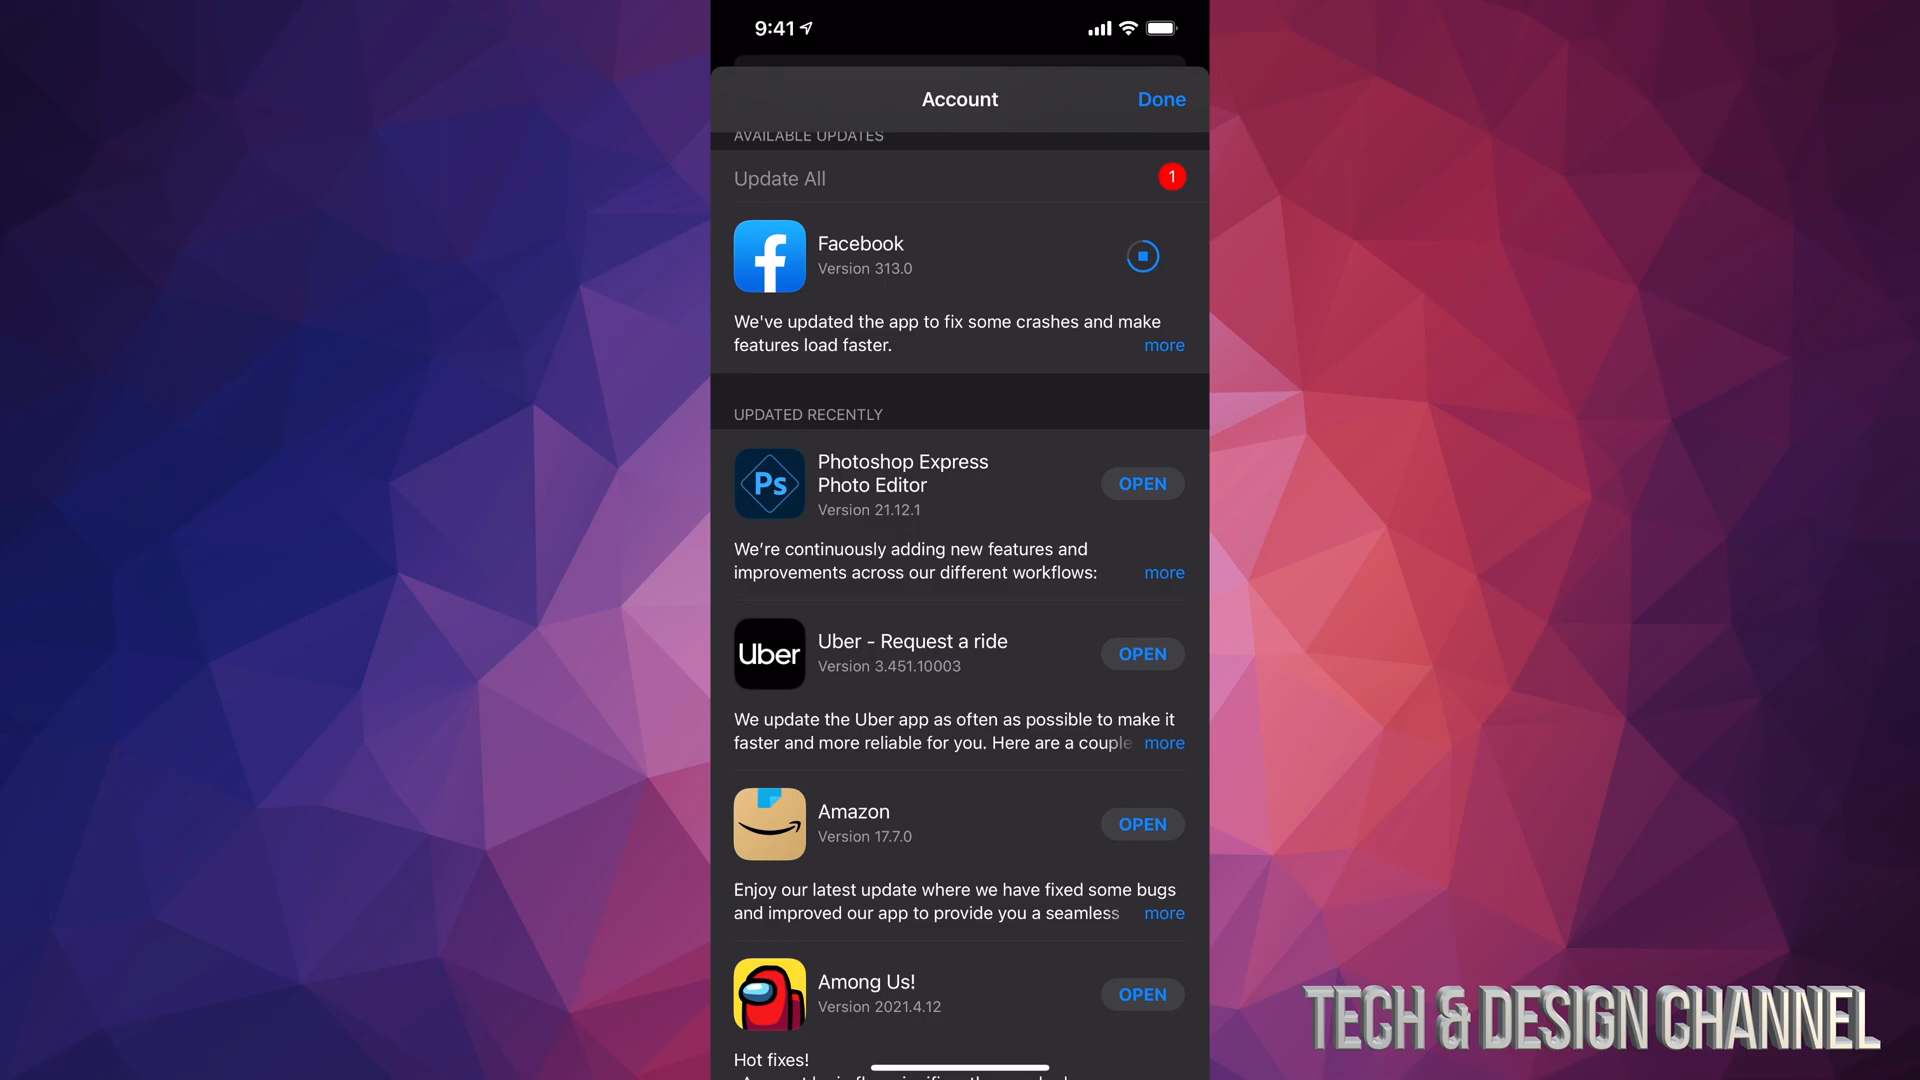 9:41
Account
Done
AVAILABLE UPDATES
Update All
1
Facebook
Version 313.0
We've updated the app to fix some crashes and make
features load faster.
more
UPDATED RECENTLY
Ps
Photoshop Express
Photo Editor
Version 21.12.1
OPEN
We’re continuously adding new features and
improvements across our different workflows:
more
Uber
Uber - Request a ride
Version 3.451.10003
OPEN
We update the Uber app as often as possible to make it
faster and more reliable for you. Here are a couple
more
Amazon
Version 17.7.0
OPEN
Enjoy our latest update where we have fixed some bugs
and improved our app to provide you a seamless
more
Among Us!
Version 2021.4.12
OPEN
Hot fixes!
TECH & DESIGN CHANNEL